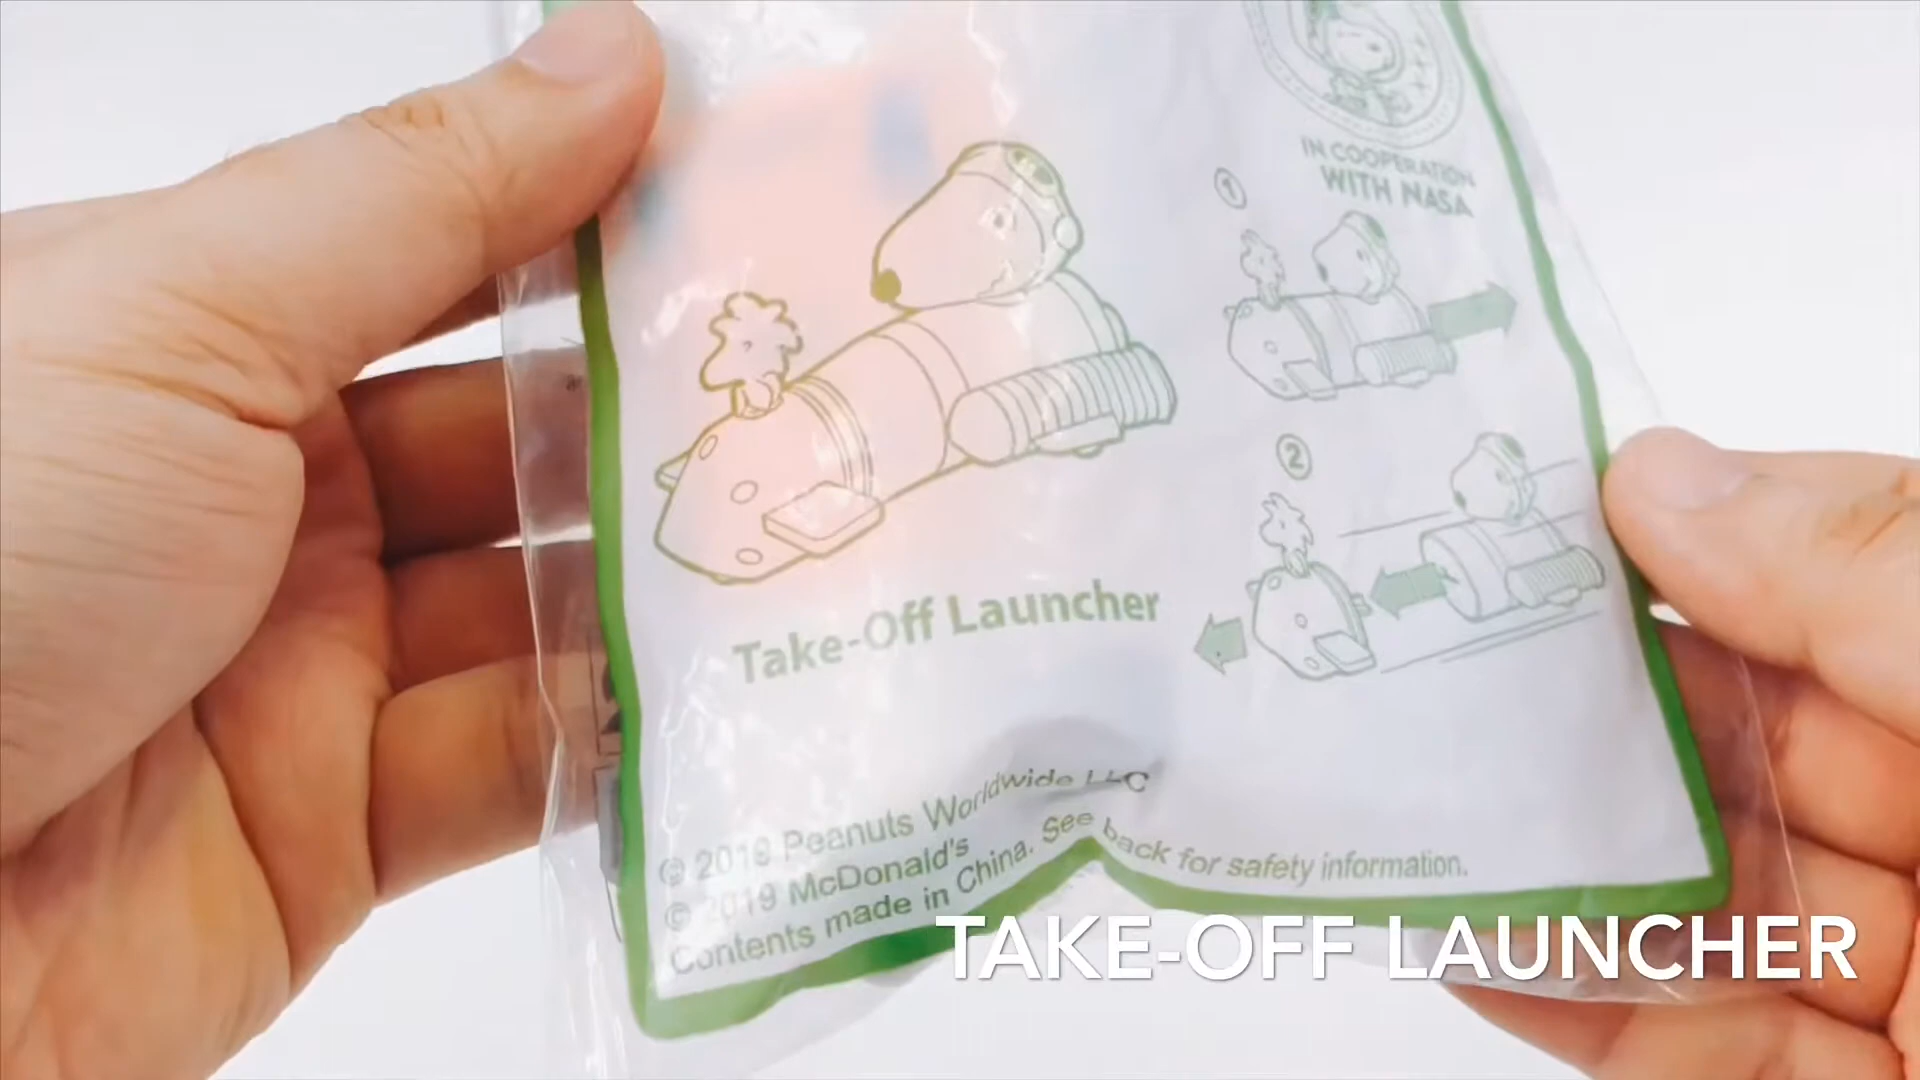 IN COOPERATION
WITH NASA
1
2
Take-Off Launcher
© 2019 Peanuts Worldwide LLC
© 2019 McDonald's
Contents made in China. See back for safety information.
TAKE-OFF LAUNCHER